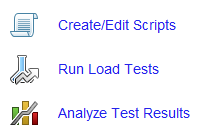 Create/Edit Scripts
Run Load Tests
Analyze Test Results